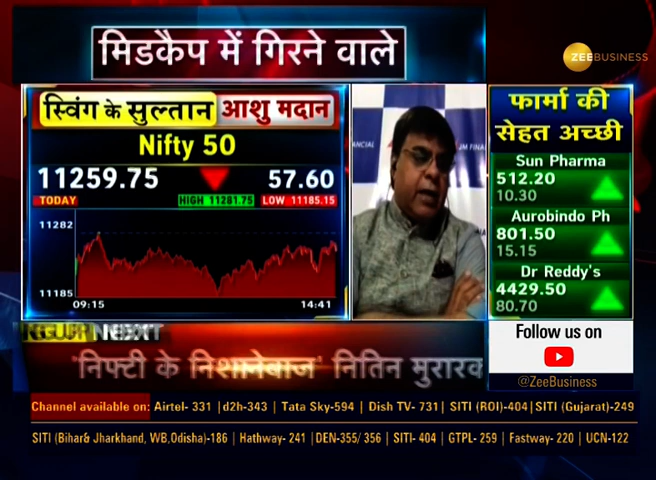 मिडकैप में गिरने वाले
ZEEBUSINESS
स्विंग के सुल्तान आशु मदान
Nifty 50
11259.75 57.60
TODAY HIGH 11281.75 LOW 11185.15
11282
11185
09:15 14:41
फार्मा की
सेहत अच्छी
Sun Pharma
512.20
10.30
Aurobindo Ph
801.50
15.15
Dr Reddy's
4429.50
80.70
NEXT
'निफ्टी के निशानेबाज' नितिन मुरारक
Follow us on
@ZeeBusiness
Channel available on: Airtel- 331 |d2h-343 | Tata Sky-594 | Dish TV- 731| SITI (ROI)-404| SITI (Gujarat)-249
SITI (Bihar& Jharkhand, WB,Odisha)-186 | Hathway- 241 |DEN-355/ 356 | SITI- 404 | GTPL- 259 | Fastway- 220 | UCN-122